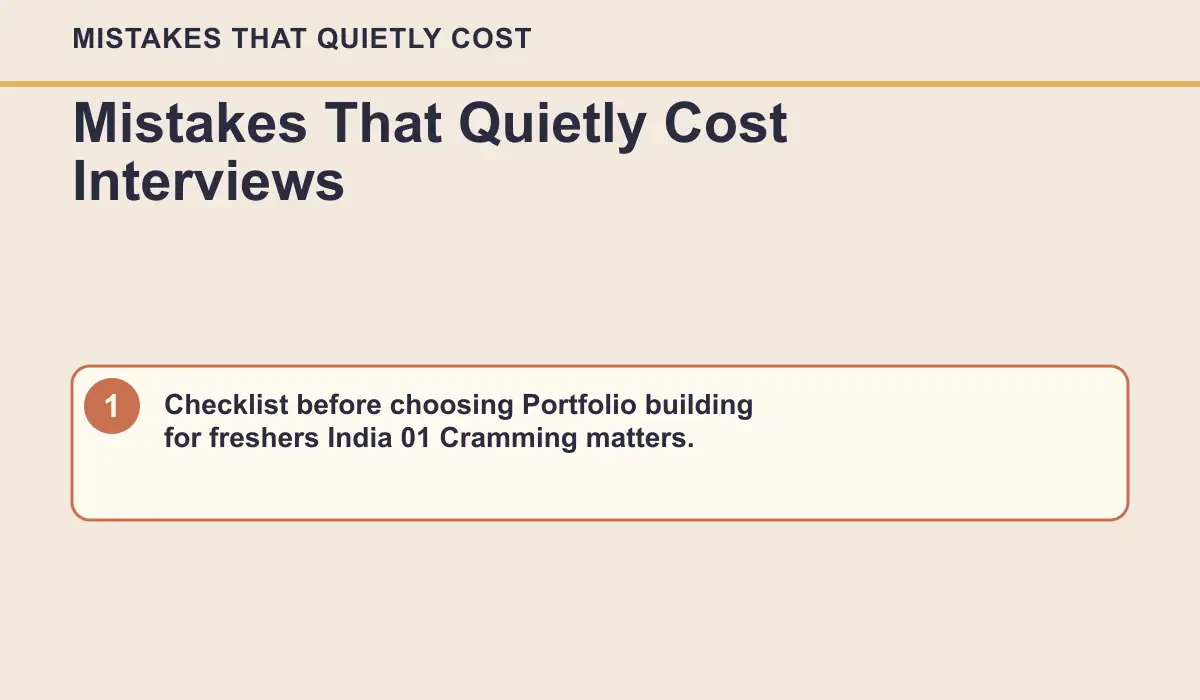 MISTAKES THAT QUIETLY COST
Mistakes That Quietly Cost
Interviews
1
Checklist before choosing Portfolio building
for freshers India 01 Cramming matters.